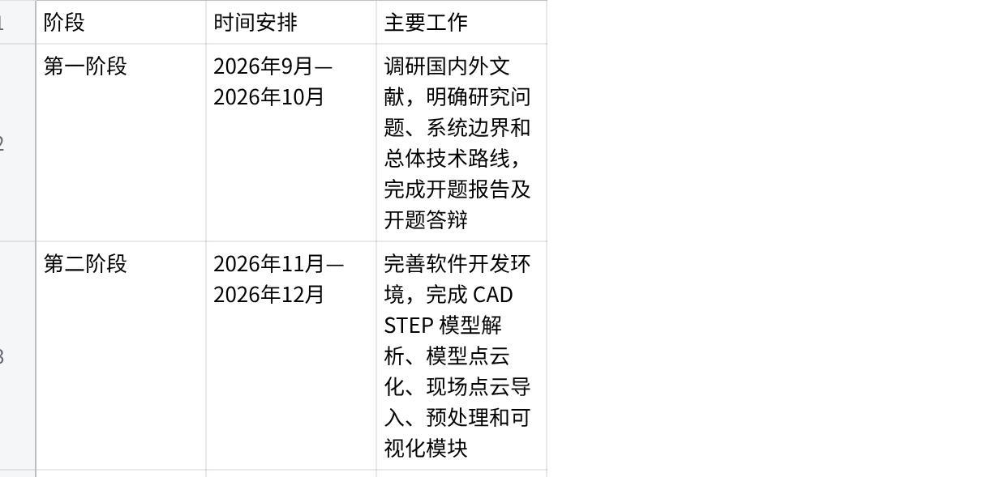 1
阶段
时间安排
主要工作
2
第一阶段
2026年9月—
2026年10月
调研国内外文
献，明确研究问
题、系统边界和
总体技术路线，
完成开题报告及
开题答辩
3
第二阶段
2026年11月—
2026年12月
完善软件开发环
境，完成 CAD
STEP 模型解
析、模型点云
化、现场点云导
入、预处理和可
视化模块